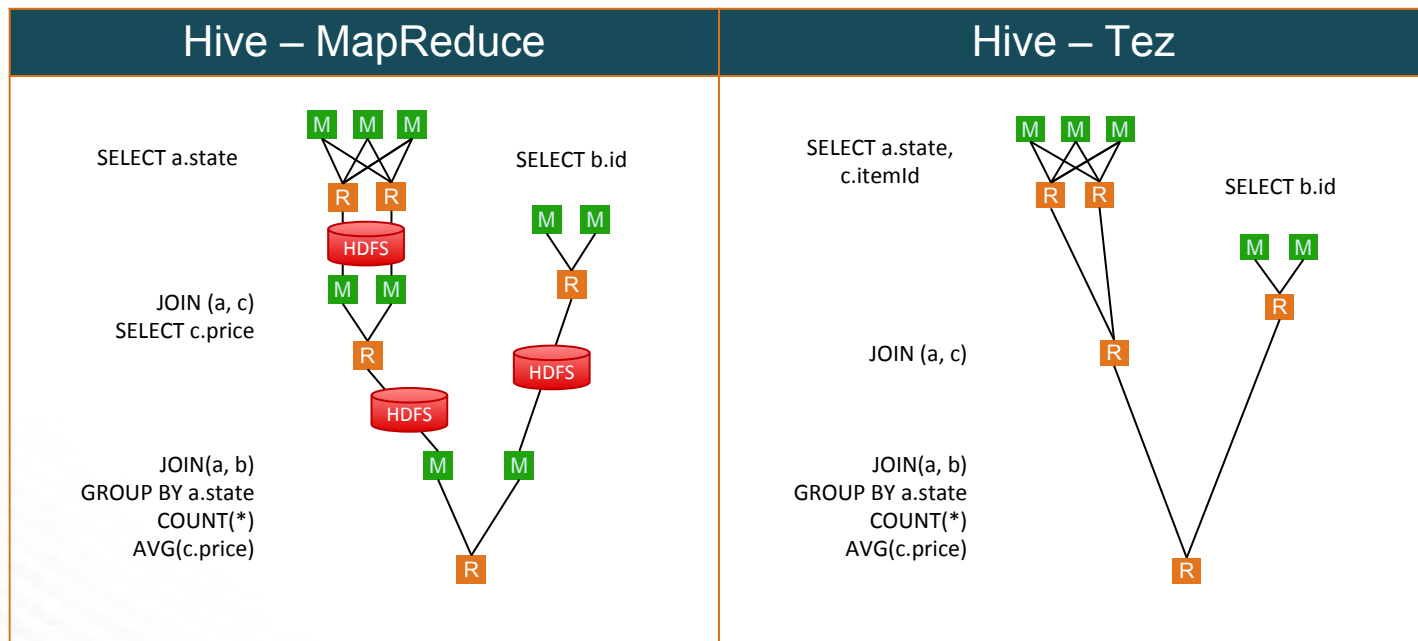 Hive – MapReduce
M M M
SELECT a.state
SELECT b.id
R R
M M
HDFS
R
M M
JOIN (a, c)
SELECT c.price
R
HDFS
HDFS
JOIN(a, b)
GROUP BY a.state
COUNT(*)
AVG(c.price)
M M
R
Hive – Tez
M M M
SELECT a.state,
c.itemId
R R
SELECT b.id
M M
R
JOIN (a, c)
R
JOIN(a, b)
GROUP BY a.state
COUNT(*)
AVG(c.price)
R